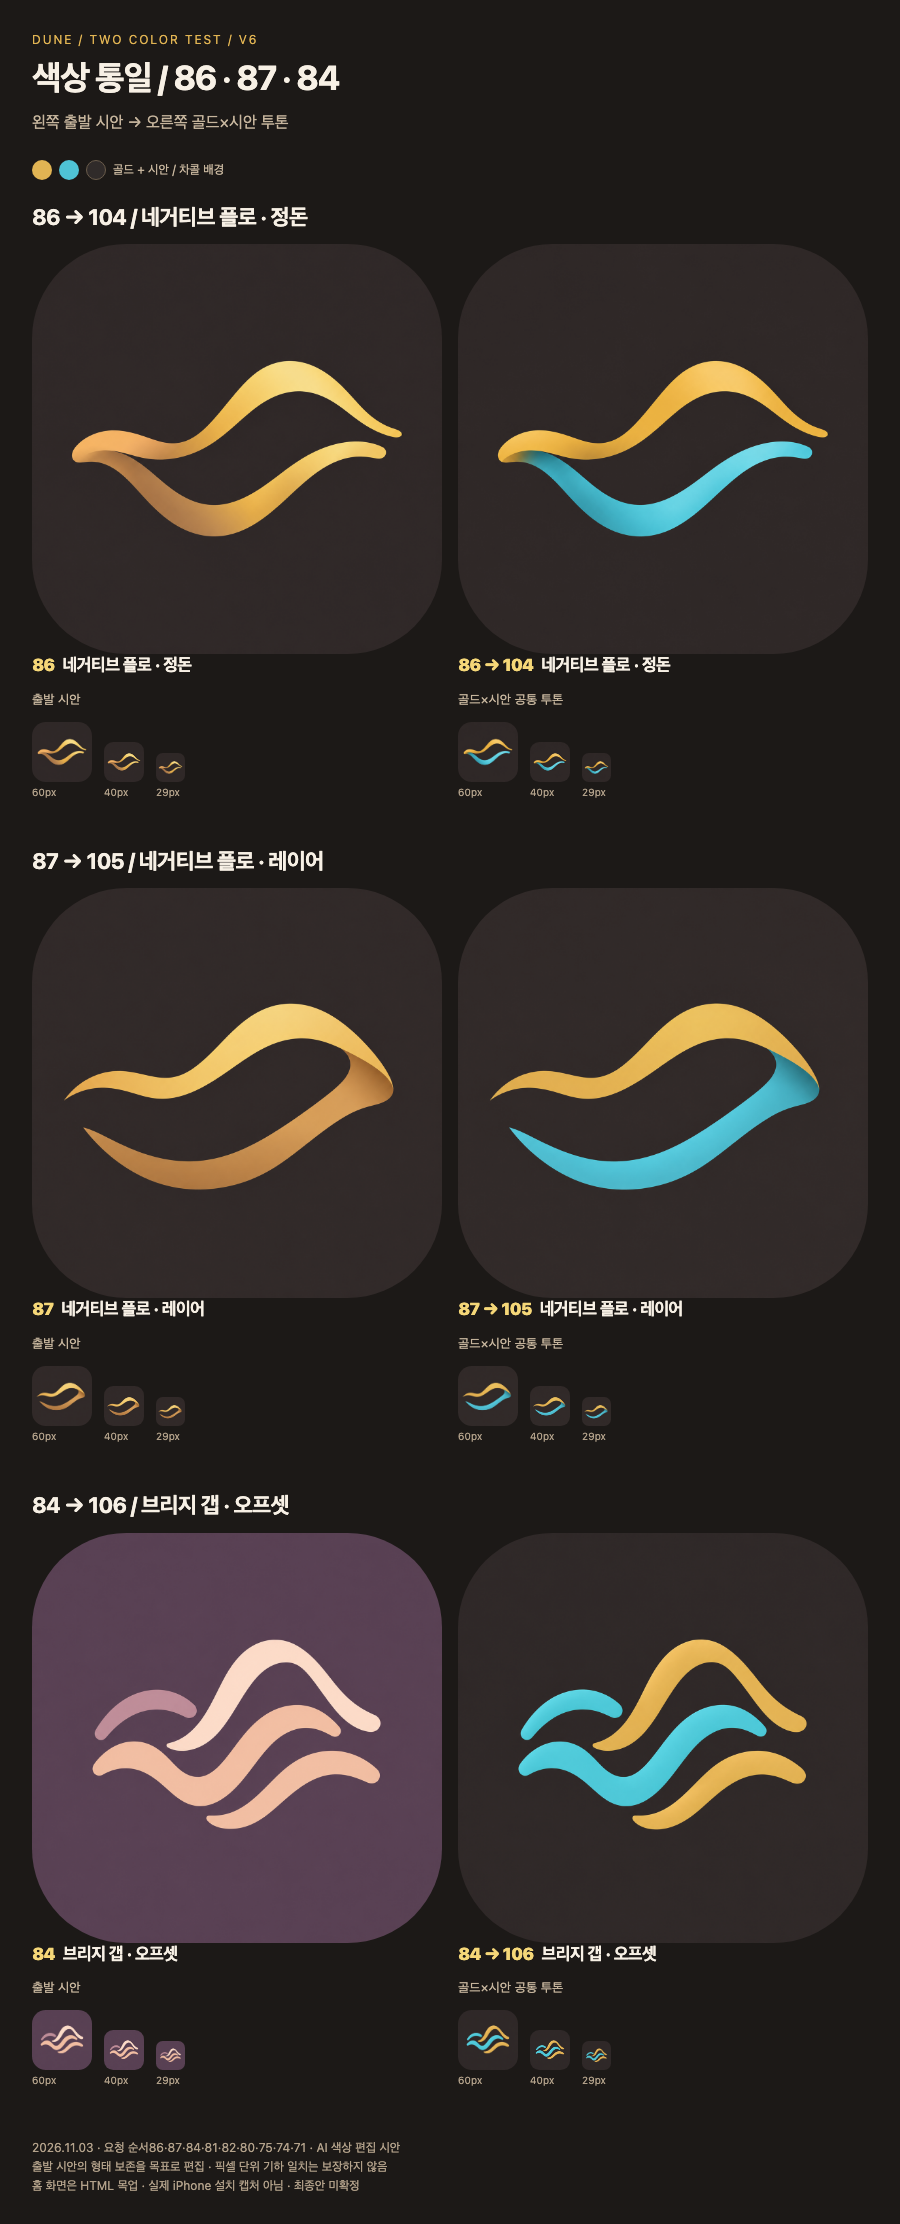 DUNE / TWO COLOR TEST / V6
색상 통일 / 86 · 87 · 84
왼쪽 출발 시안 → 오른쪽 골드×시안 투톤
골드 + 시안 / 차콜 배경
86 → 104 / 네거티브 플로 · 정돈
86 네거티브 플로 · 정돈
86 → 104 네거티브 플로 · 정돈
출발 시안
골드×시안 공통 투톤
60px 40px 29px
60px 40px 29px
87 → 105 / 네거티브 플로 · 레이어
87 네거티브 플로 · 레이어
87 → 105 네거티브 플로 · 레이어
출발 시안
골드×시안 공통 투톤
60px 40px 29px
60px 40px 29px
84 → 106 / 브리지 갭 · 오프셋
84 브리지 갭 · 오프셋
84 → 106 브리지 갭 · 오프셋
출발 시안
골드×시안 공통 투톤
60px 40px 29px
60px 40px 29px
2026.11.03 · 요청 순서86·87·84·81·82·80·75·74·71 · AI 색상 편집 시안
출발 시안의 형태 보존을 목표로 편집 · 픽셀 단위 기하 일치는 보장하지 않음
홈 화면은 HTML 목업 · 실제 iPhone 설치 캡처 아님 · 최종안 미확정